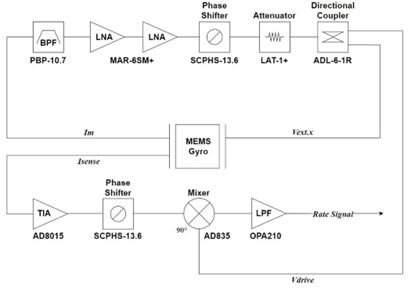 Phase
Shifter
Attenuator
Directional
Coupler
BPF
LNA
LNA
PBP-10.7
MAR-6SM+
SCPHS-13.6
LAT-1+
ADL-6-1R
Im
MEMS
Gyro
Vext.x
Isense
Phase
Shifter
Mixer
TIA
LPF
Rate Signal
90°
AD8015
SCPHS-13.6
AD835
OPA210
Vdrive